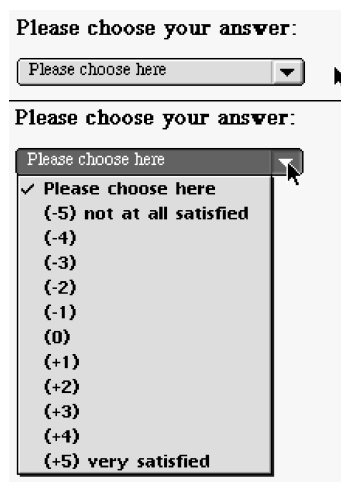 Please choose your answer:
Please choose here
Please choose your answer:
Please choose here
✓ Please choose here
(-5) not at all satisfied
(-4)
(-3)
(-2)
(-1)
(0)
(+1)
(+2)
(+3)
(+4)
(+5) very satisfied